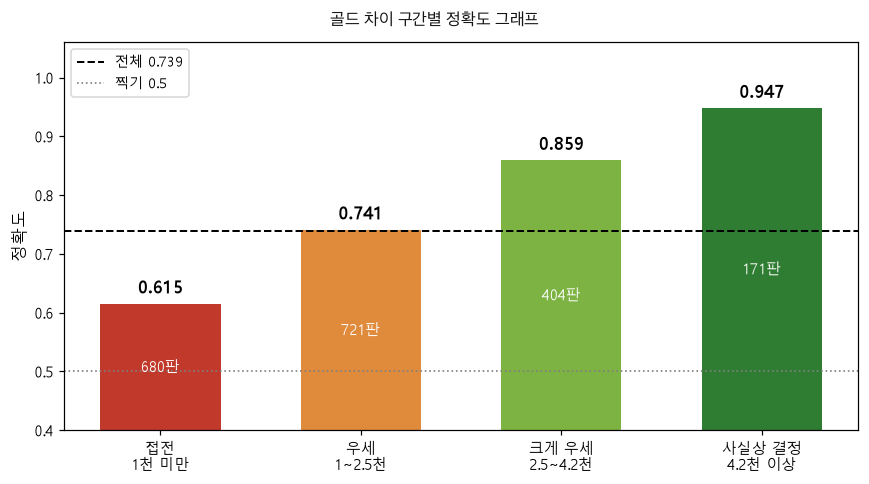 골드 차이 구간별 정확도 그래프
전체 0.739
찍기 0.5
정확도
1.0
0.9
0.8
0.7
0.6
0.5
0.4
0.615
0.741
0.859
0.947
680판
721판
404판
171판
접전
1천 미만
우세
1~2.5천
크게 우세
2.5~4.2천
사실상 결정
4.2천 이상